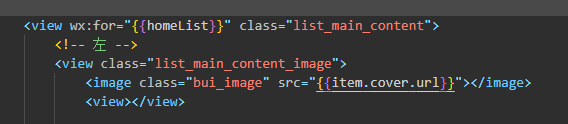 <view wx:for="{{homeList}}" class="list_main_content">
<!-- 左 -->
<view class="list_main_content_image">
<image class="bui_image" src="{{item.cover.url}}"></image>
<view></view>